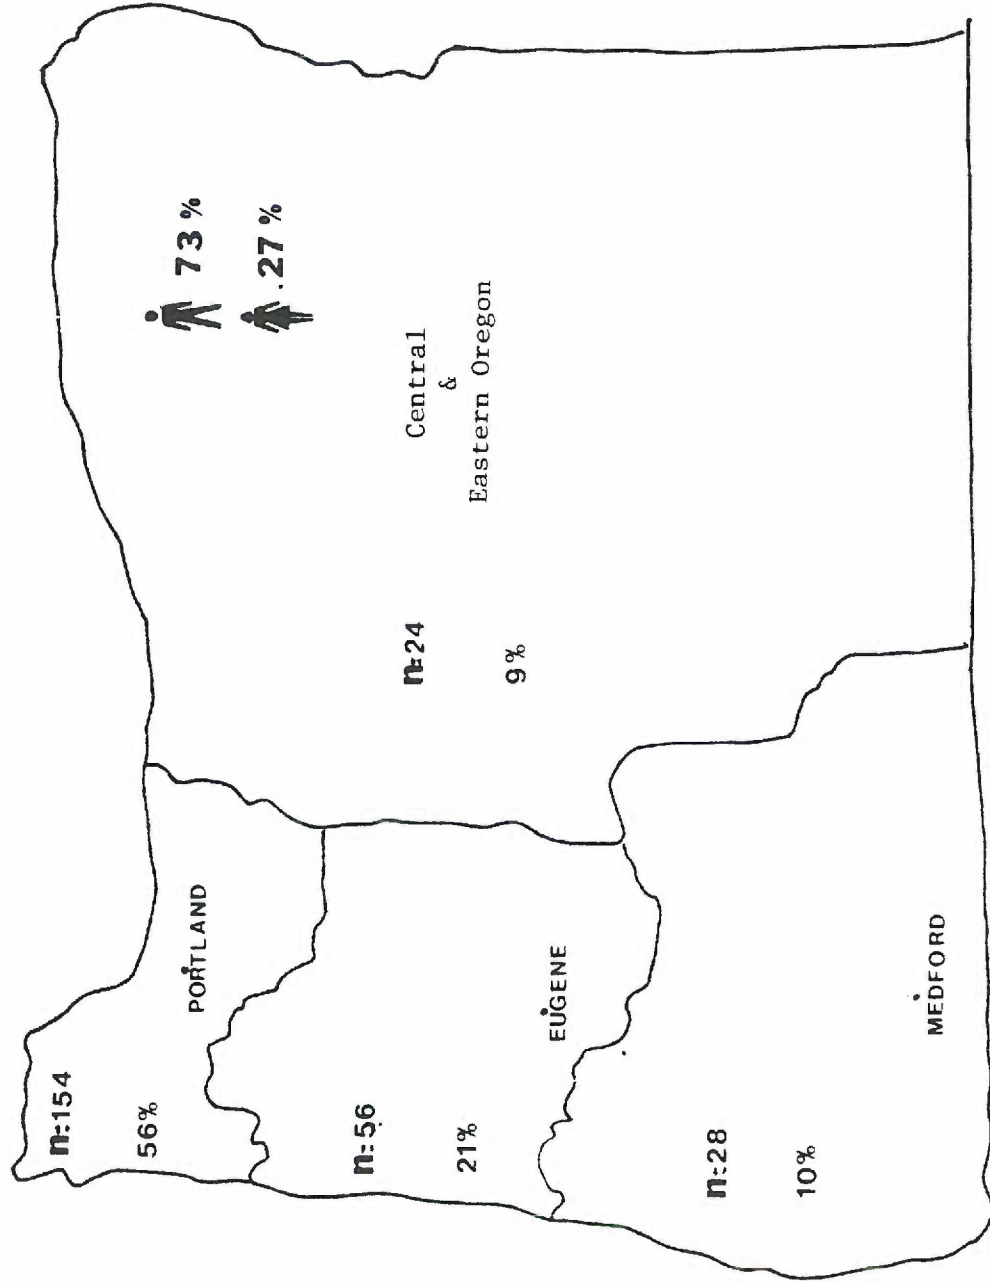 n:154
56%
PORTLAND
73%
.27%
n:56
21%
EUGENE
n:24
9%
Central
&
Eastern Oregon
n:28
10%
MEDFORD